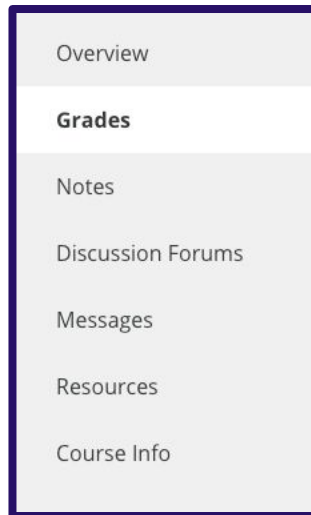 Overview
Grades
Notes
Discussion Forums
Messages
Resources
Course Info